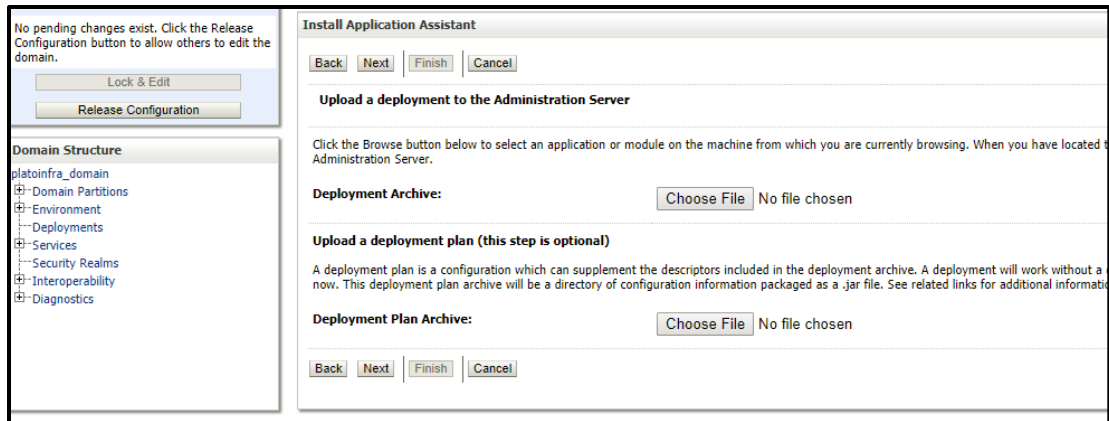 No pending changes exist. Click the Release
Configuration button to allow others to edit the
domain.
Lock & Edit
Release Configuration
Domain Structure
platoinfra_domain
Domain Partitions
Environment
Deployments
Services
Security Realms
Interoperability
Diagnostics
Install Application Assistant
Back Next Finish Cancel
Upload a deployment to the Administration Server
Click the Browse button below to select an application or module on the machine from which you are currently browsing. When you have located
Administration Server.
Deployment Archive: Choose File No file chosen
Upload a deployment plan (this step is optional)
A deployment plan is a configuration which can supplement the descriptors included in the deployment archive. A deployment will work without a
now. This deployment plan archive will be a directory of configuration information packaged as a .jar file. See related links for additional
Deployment Plan Archive: Choose File No file chosen
Back Next Finish Cancel